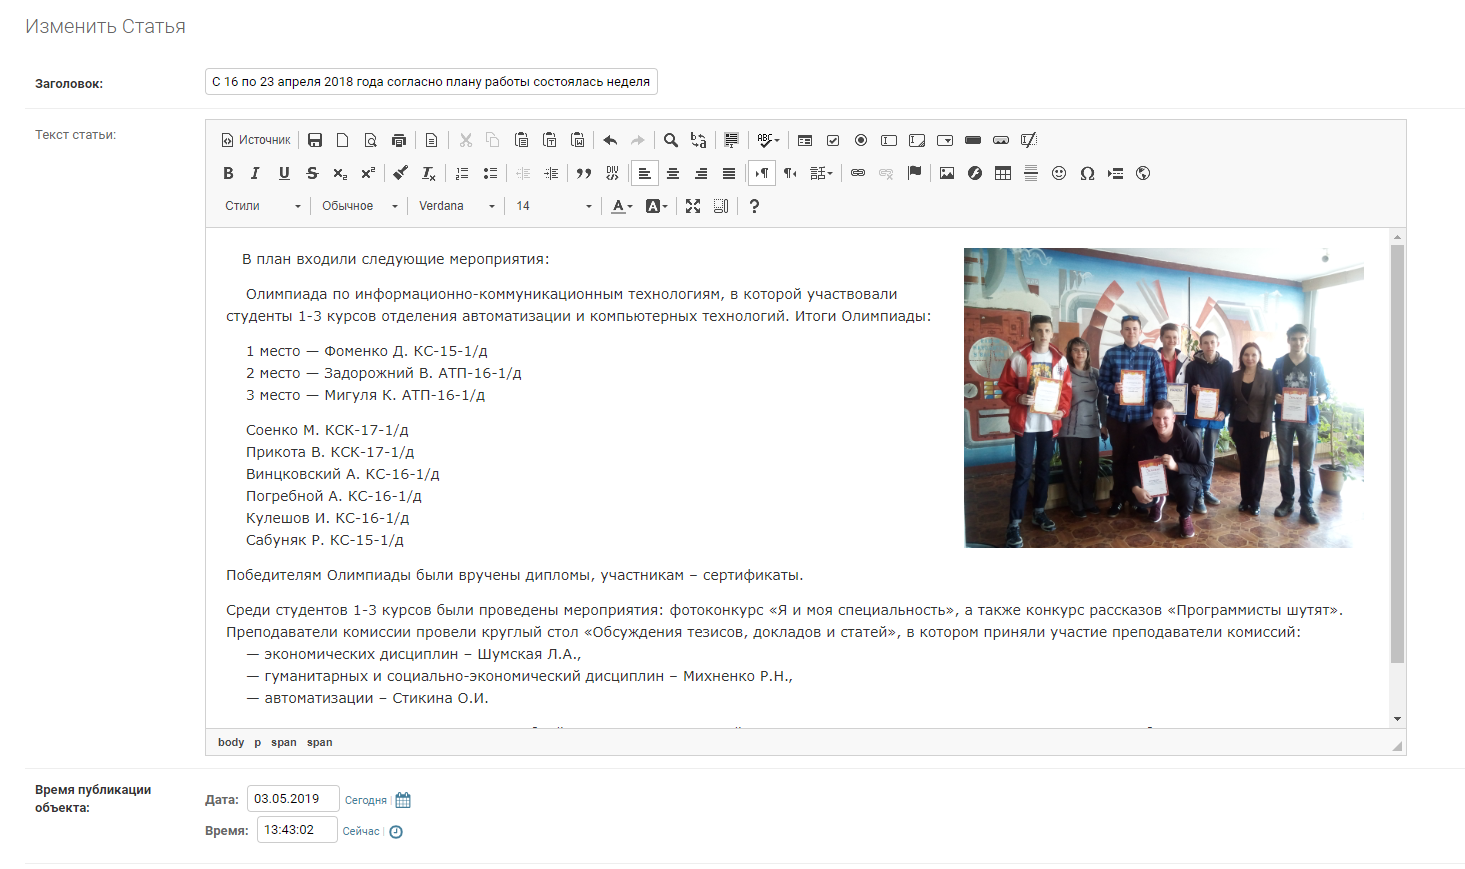 Изменить Статья
Заголовок:
С 16 по 23 апреля 2018 года согласно плану работы состоялась неделя
Текст статьи:
Источник
ABC
B I U S x₂ x² Tx
DIV
Стили Обычное Verdana 14 A A ?
В план входили следующие мероприятия:
Олимпиада по информационно-коммуникационным технологиям, в которой участвовали
студенты 1-3 курсов отделения автоматизации и компьютерных технологий. Итоги Олимпиады:
1 место — Фоменко Д. КС-15-1/д
2 место — Задорожний В. АТП-16-1/д
3 место — Мигуля К. АТП-16-1/д
Соенко М. КСК-17-1/д
Прикота В. КСК-17-1/д
Винцковский А. КС-16-1/д
Погребной А. КС-16-1/д
Кулешов И. КС-16-1/д
Сабуняк Р. КС-15-1/д
Победителям Олимпиады были вручены дипломы, участникам – сертификаты.
Среди студентов 1-3 курсов были проведены мероприятия: фотоконкурс «Я и моя специальность», а также конкурс рассказов «Программисты шутят».
Преподаватели комиссии провели круглый стол «Обсуждения тезисов, докладов и статей», в котором приняли участие преподаватели комиссий:
— экономических дисциплин – Шумская Л.А.,
— гуманитарных и социально-экономический дисциплин – Михненко Р.Н.,
— автоматизации – Стикина О.И.
body p span span
Время публикации
объекта:
Дата: 03.05.2019 Сегодня
Время: 13:43:02 Сейчас